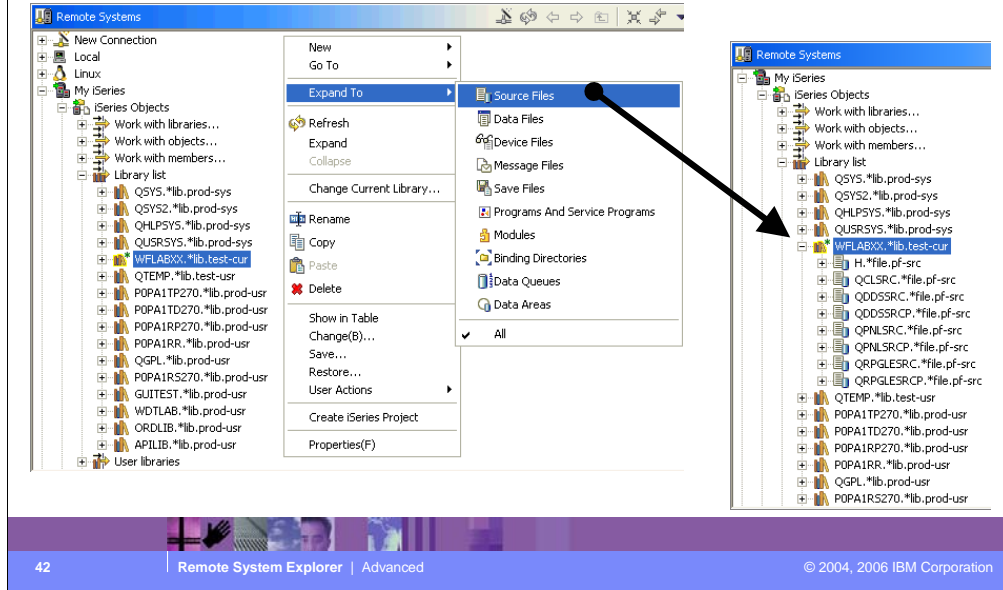 Remote Systems
New Connection
Local
Linux
My iSeries
iSeries Objects
Work with libraries...
Work with objects...
Work with members...
Library list
QSYS.*lib.prod-sys
QSYS2.*lib.prod-sys
QHLPSYS.*lib.prod-sys
QUSRSYS.*lib.prod-sys
WFLABXX.*lib.test-cur
QTEMP.*lib.test-usr
P0PA1TP270.*lib.prod-usr
P0PA1TD270.*lib.prod-usr
P0PA1RP270.*lib.prod-usr
P0PA1RR.*lib.prod-usr
QGPL.*lib.prod-usr
P0PA1RS270.*lib.prod-usr
GUITEST.*lib.prod-usr
WDTLAB.*lib.prod-usr
ORDLIB.*lib.prod-usr
APILIB.*lib.prod-usr
User libraries
New
Go To
Expand To
Refresh
Expand
Collapse
Change Current Library...
Rename
Copy
Paste
Delete
Show in Table
Change(B)...
Save...
Restore...
User Actions
Create iSeries Project
Properties(F)
Source Files
Data Files
Device Files
Message Files
Save Files
Programs And Service Programs
Modules
Binding Directories
Data Queues
Data Areas
All
Remote Systems
My iSeries
iSeries Objects
Work with libraries...
Work with objects...
Work with members...
Library list
QSYS.*lib.prod-sys
QSYS2.*lib.prod-sys
QHLPSYS.*lib.prod-sys
QUSRSYS.*lib.prod-sys
WFLABXX.*lib.test-cur
H.*file.pf-src
QCLSRC.*file.pf-src
QDDSSRC.*file.pf-src
QDDSSRCP.*file.pf-src
QPNLSRC.*file.pf-src
QPNLSRCP.*file.pf-src
QRPGLESRC.*file.pf-src
QRPGLESRCP.*file.pf-src
QTEMP.*lib.test-usr
P0PA1TP270.*lib.prod-usr
P0PA1TD270.*lib.prod-usr
P0PA1RP270.*lib.prod-usr
P0PA1RR.*lib.prod-usr
QGPL.*lib.prod-usr
P0PA1RS270.*lib.prod-usr
42
Remote System Explorer | Advanced
© 2004, 2006 IBM Corporation